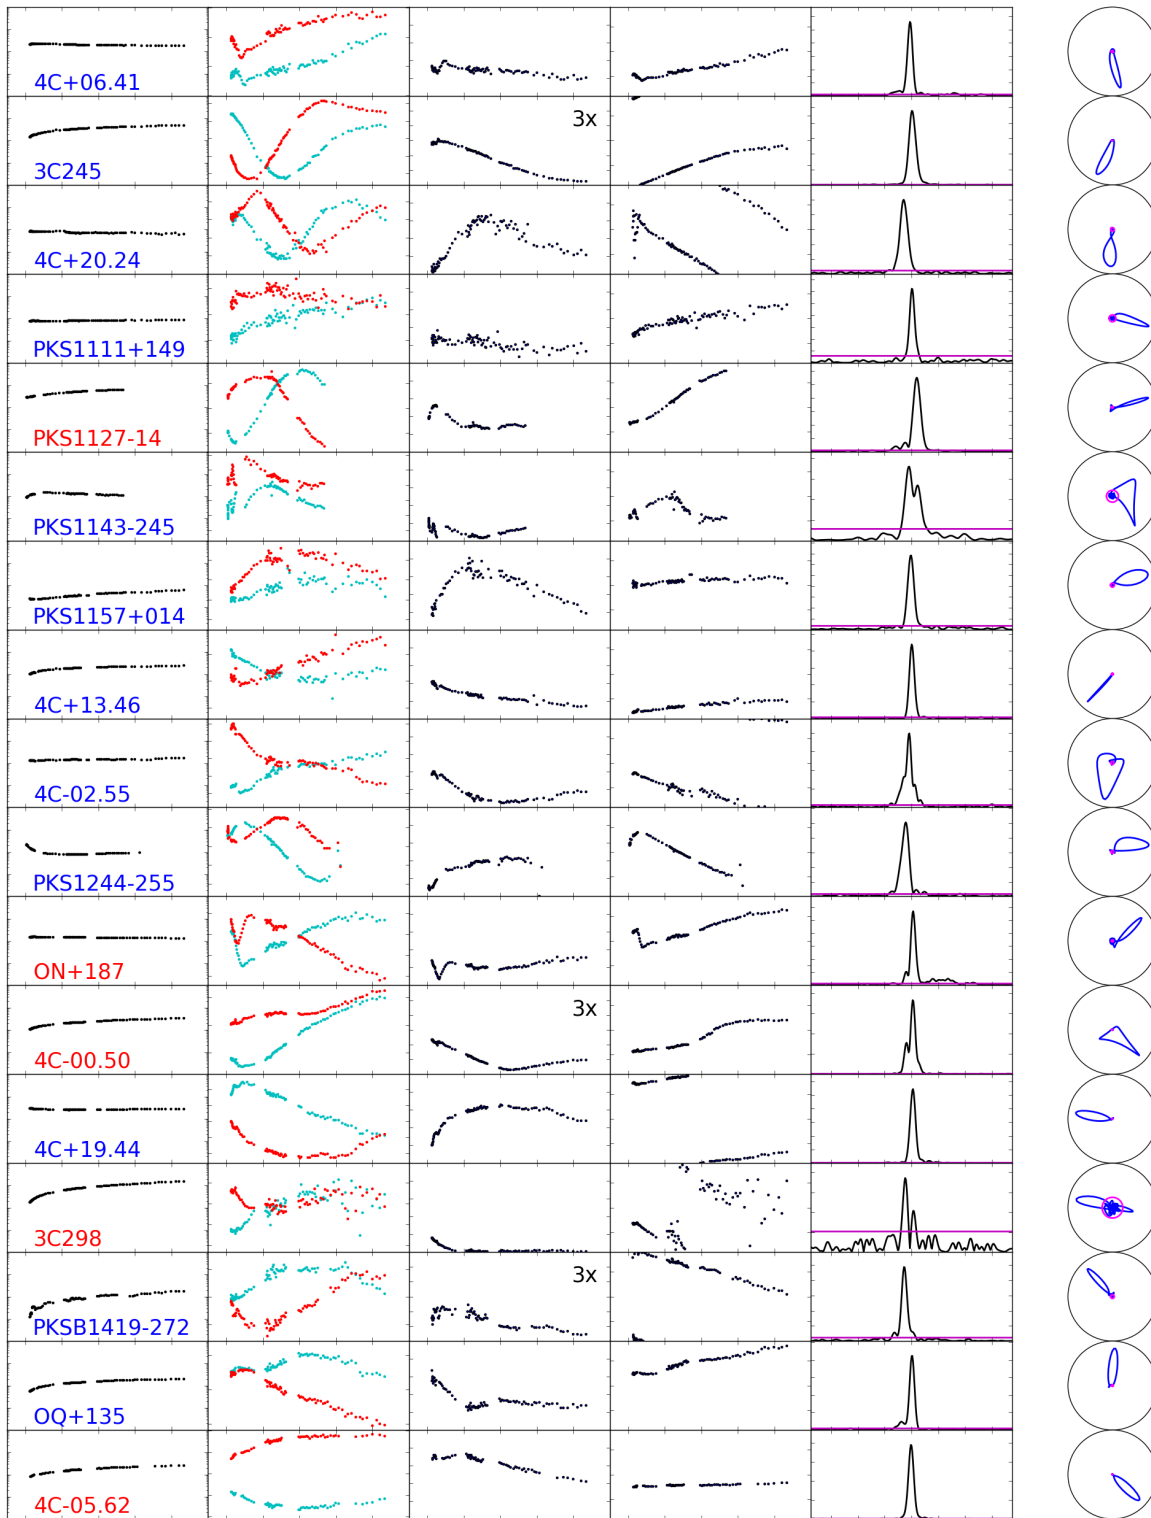 4C+06.41
3x
3C245
4C+20.24
PKS1111+149
PKS1127-14
PKS1143-245
PKS1157+014
4C+13.46
4C-02.55
PKS1244-255
ON+187
3x
4C-00.50
4C+19.44
3C298
3x
PKSB1419-272
OQ+135
4C-05.62